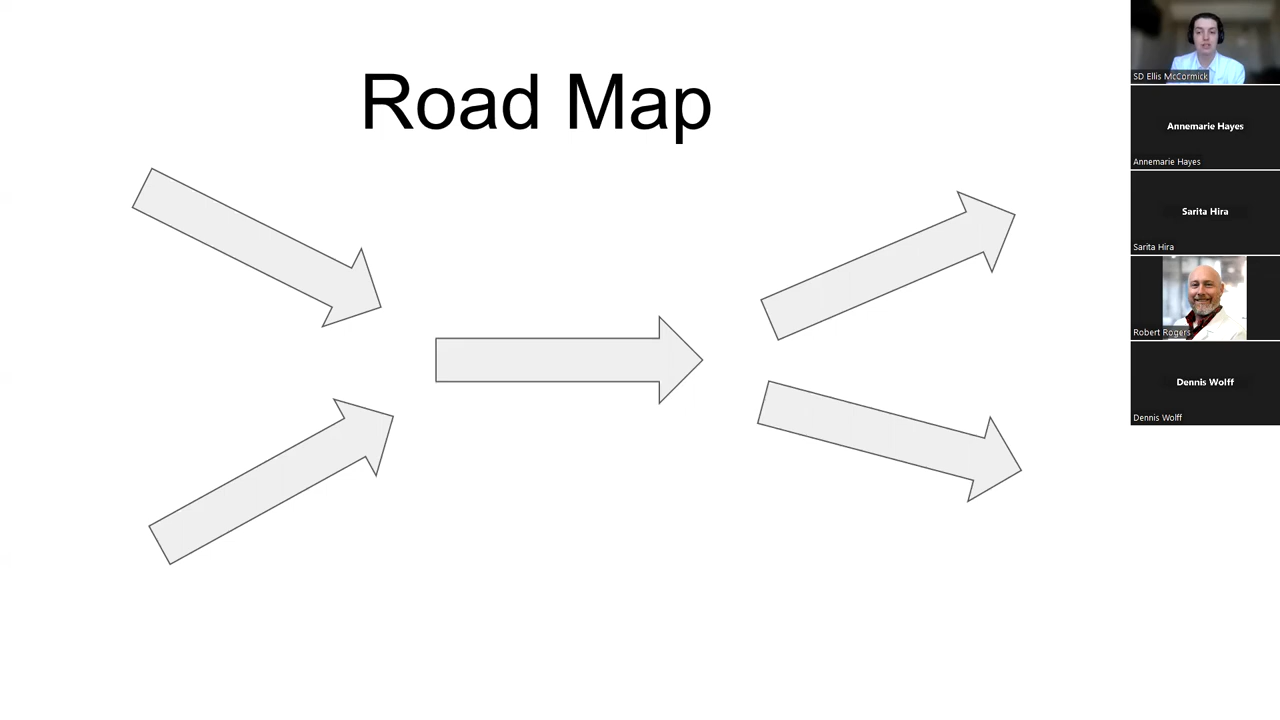 Road Map
SD Ellis McCormick
Annemarie Hayes
Annemarie Hayes
Sarita Hira
Sarita Hira
Robert Rogers
Dennis Wolff
Dennis Wolff